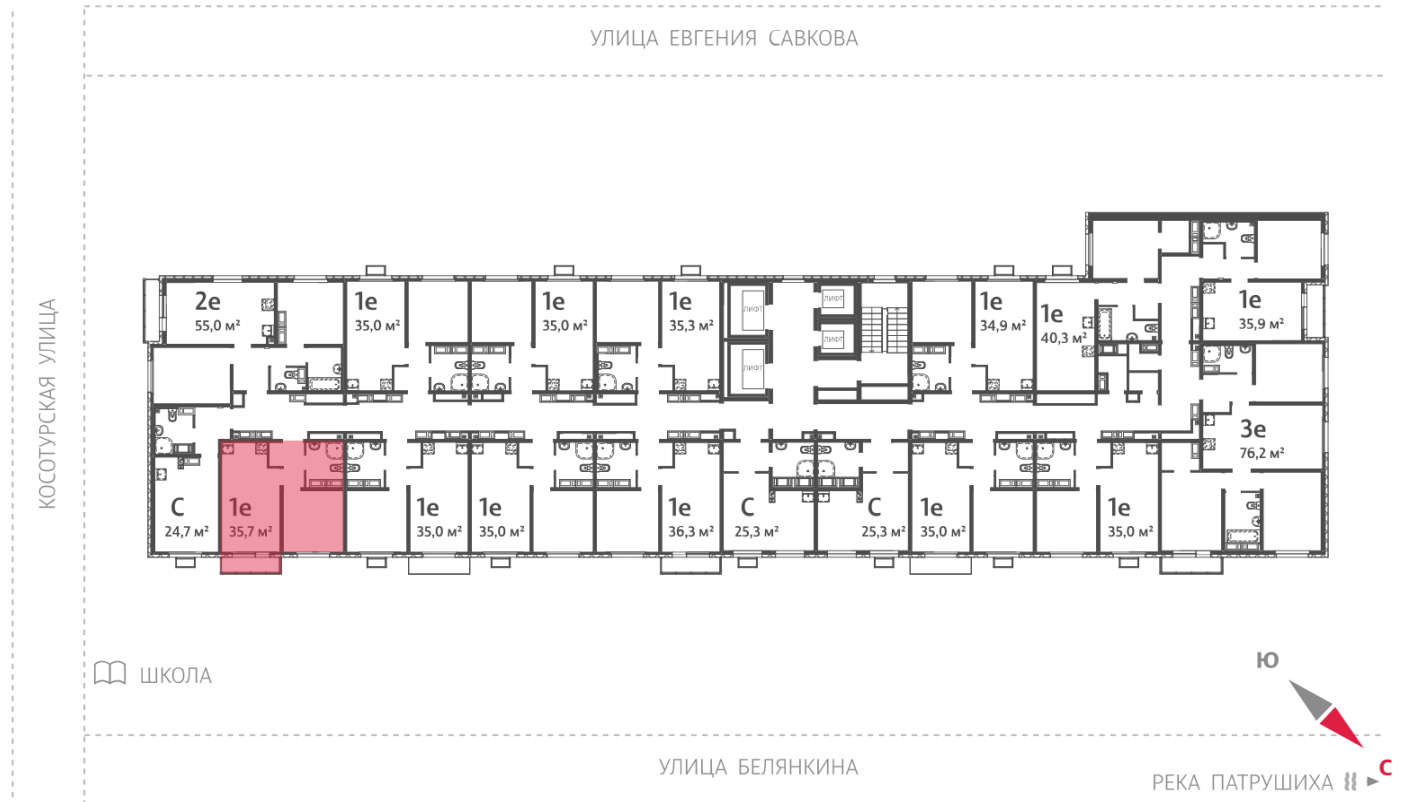 УЛИЦА ЕВГЕНИЯ САВКОВА
КОСОТУРСКАЯ УЛИЦА
2е
55,0 м²
1е
35,0 м²
1е
35,0 м²
1е
35,3 м²
ЛИФТ
ЛИФТ
ЛИФТ
ЛИФТ
1е
34,9 м²
1е
40,3 м²
1е
35,9 м²
3е
76,2 м²
С
24,7 м²
1е
35,7 м²
1е
35,0 м²
1е
35,0 м²
1е
36,3 м²
С
25,3 м²
С
25,3 м²
1е
35,0 м²
1е
35,0 м²
ШКОЛА
Ю
С
УЛИЦА БЕЛЯНКИНА
РЕКА ПАТРУШИХА